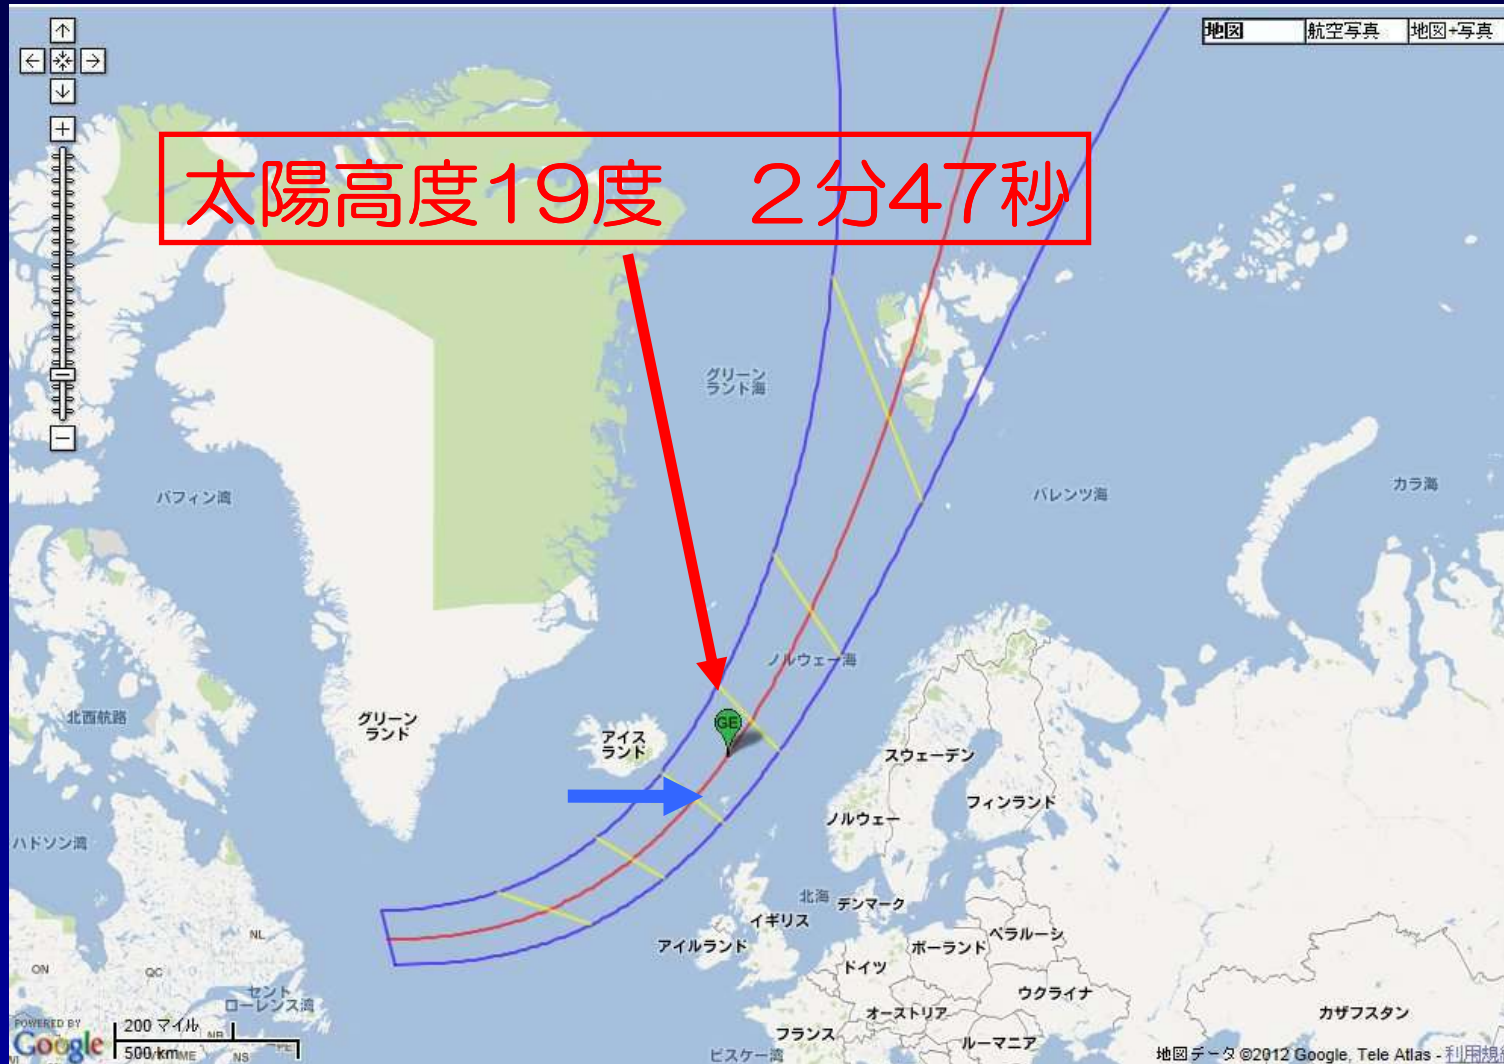 地図
航空写真
地図+写真
太陽高度19度　２分47秒
グリーン
ランド海
バフィン湾
バレンツ海
カラ海
ノルウェー海
北西航路
グリーン
ランド
アイス
ランド
GE
スウェーデン
フィンランド
ノルウェー
ハドソン湾
北海
デンマーク
イギリス
アイルランド
ベラルーシ
ポーランド
ドイツ
NL
ON
QC
セント
ローレンス湾
ウクライナ
オーストリア
カザフスタン
フランス
ルーマニア
ビスケー湾
POWERED BY
Google
200 マイル
500 km
NB
ME
NS
PE
地図データ ©2012 Google, Tele Atlas - 利用規約